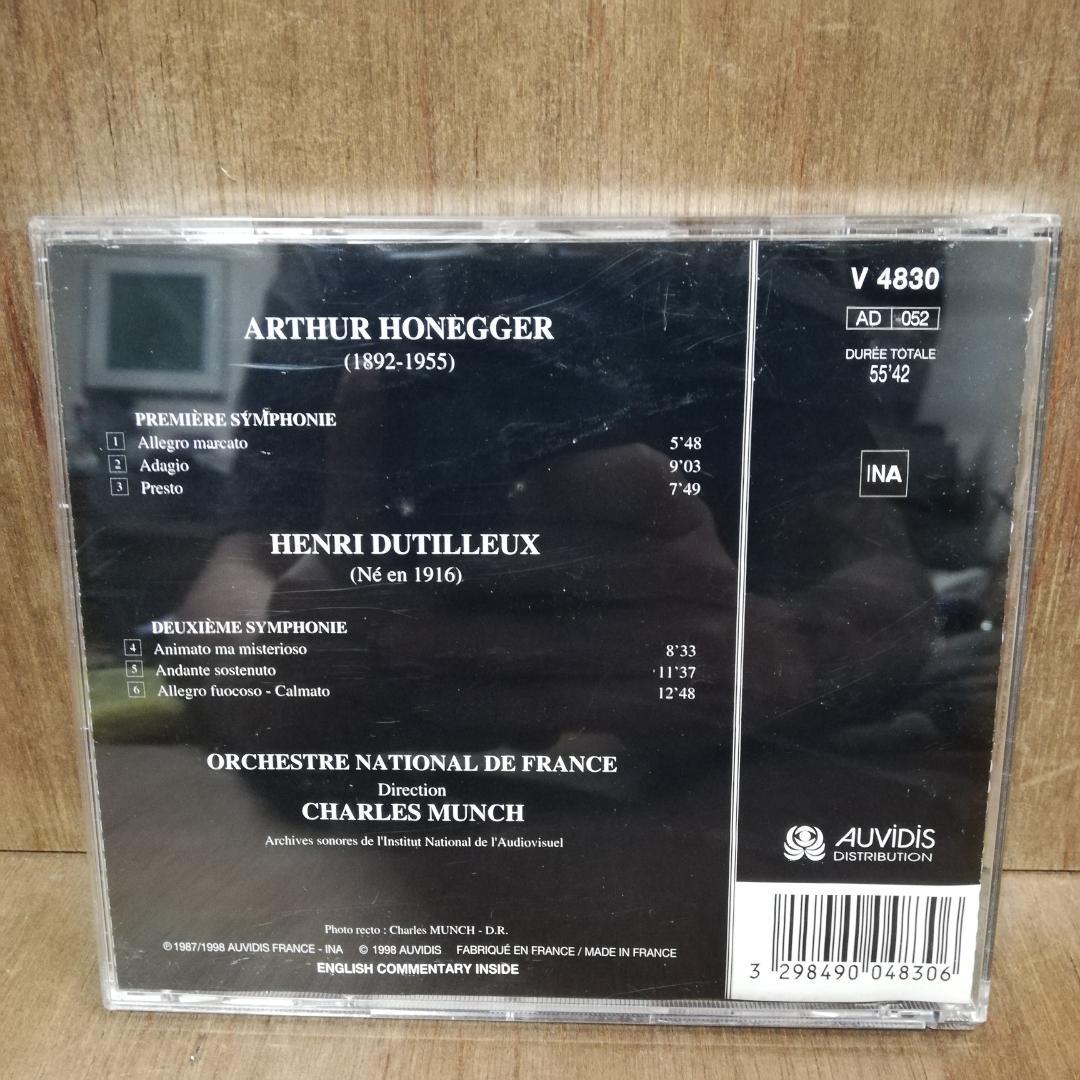 ARTHUR HONEGGER
(1892-1955)
PREMIÈRE SYMPHONIE
1 Allegro marcato 5'48
2 Adagio 9'03
3 Presto 7'49
HENRI DUTILLEUX
(Né en 1916)
DEUXIÈME SYMPHONIE
4 Animato ma misterioso 8'33
5 Andante sostenuto 11'37
6 Allegro fuocoso - Calmato 12'48
ORCHESTRE NATIONAL DE FRANCE
Direction
CHARLES MUNCH
Archives sonores de l'Institut National de l'Audiovisuel
Photo recto : Charles MUNCH - D.R.
℗ 1987/1998 AUVIDIS FRANCE - INA © 1998 AUVIDIS FABRIQUÉ EN FRANCE / MADE IN FRANCE
ENGLISH COMMENTARY INSIDE
V 4830
AD 052
DURÉE TOTALE
55'42
INA
AUVIDIS
DISTRIBUTION
3 298490 048306